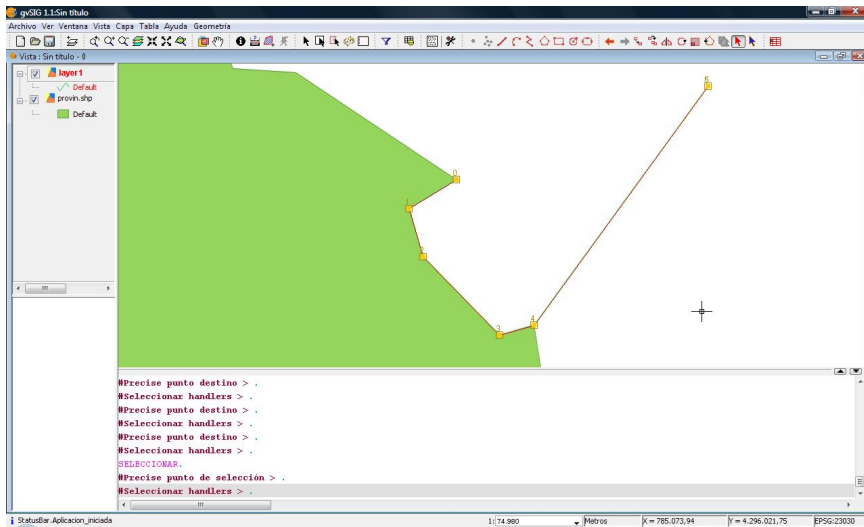 gvSIG 1.1:Sin título
Archivo Ver Ventana Vista Capa Tabla Ayuda Geometría
Vista : Sin título - 0
layer1
Default
provin.shp
Default
6
0
1
2
3
4
#Precise punto destino > .
#Seleccionar handlers > .
#Precise punto destino > .
#Seleccionar handlers > .
#Precise punto destino > .
#Seleccionar handlers > .
SELECCIONAR.
#Precise punto de selección > .
#Seleccionar handlers > .
StatusBar.Aplicacion_iniciada 1: 74.980 Metros X = 785.073,94 Y = 4.296.021,75 EPSG:23030